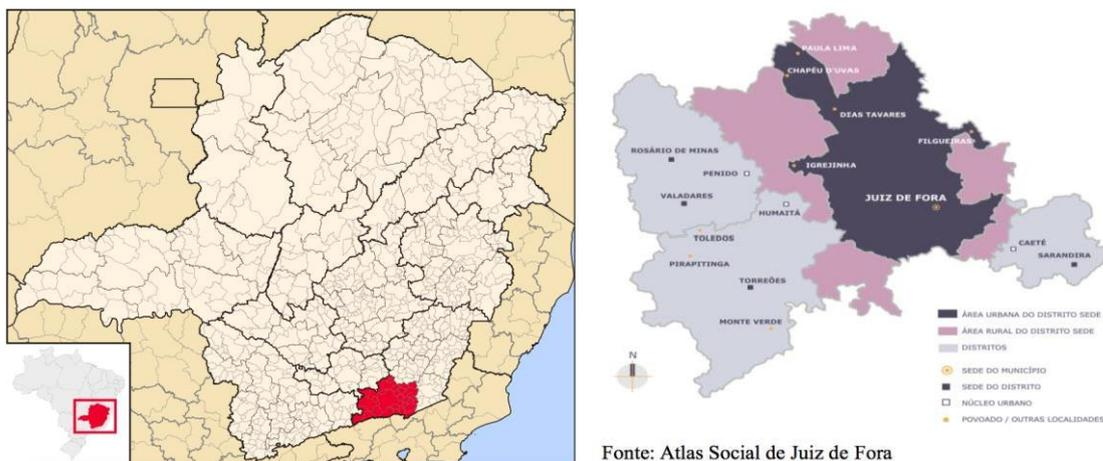 PAULA LIMA
CHAPÉU D'UVAS
DIAS TAVARES
FILGUEIRAS
ROSÁRIO DE MINAS
IGREJINHA
PENIDO
VALADARES
JUIZ DE FORA
HUMAITÁ
TOLEDOS
CAETÉ
PIRAPITINGA
SARANDIRA
TORREÕES
MONTE VERDE
N
ÁREA URBANA DO DISTRITO SEDE
ÁREA RURAL DO DISTRITO SEDE
DISTRITOS
SEDE DO MUNICÍPIO
SEDE DO DISTRITO
NÚCLEO URBANO
POVOADO / OUTRAS LOCALIDADES
Fonte: Atlas Social de Juiz de Fora